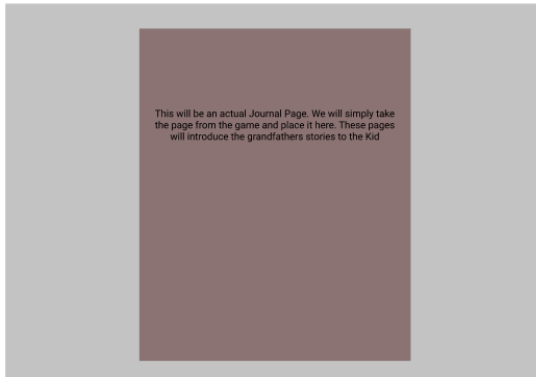 This will be an actual Journal Page. We will simply take
the page from the game and place it here. These pages
will introduce the grandfathers stories to the Kid